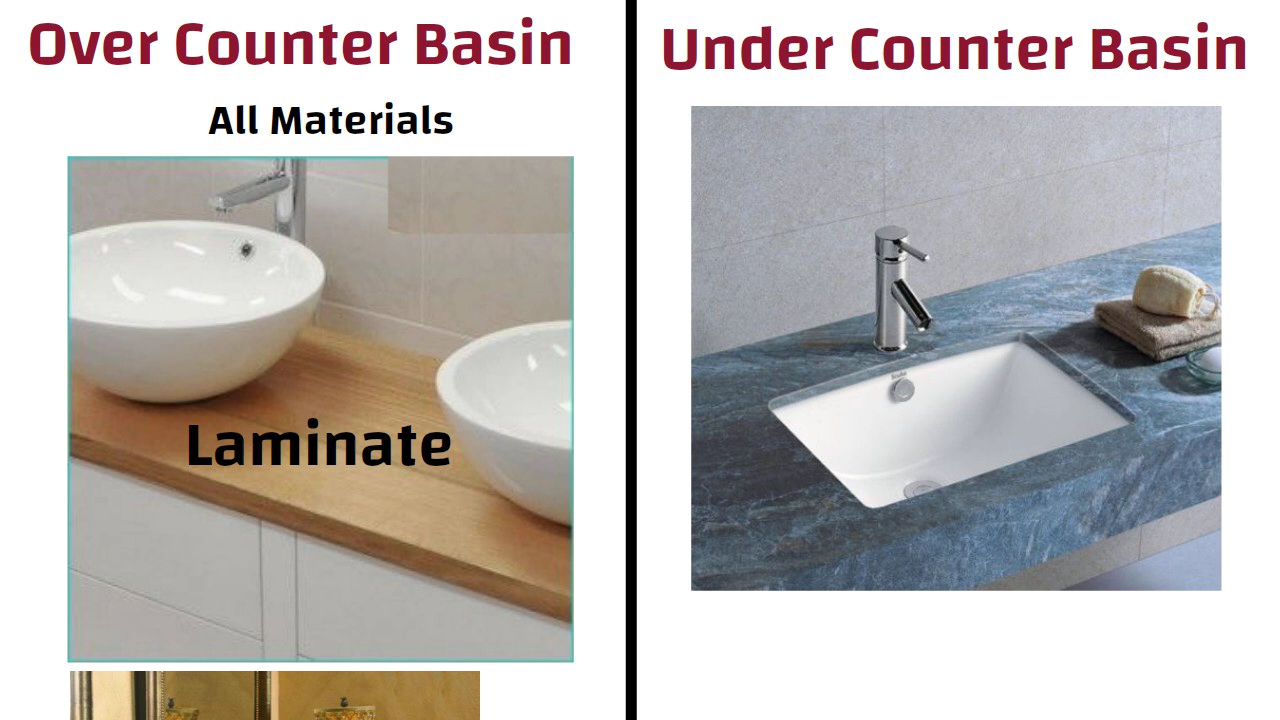 Over Counter Basin
All Materials
Laminate
Under Counter Basin